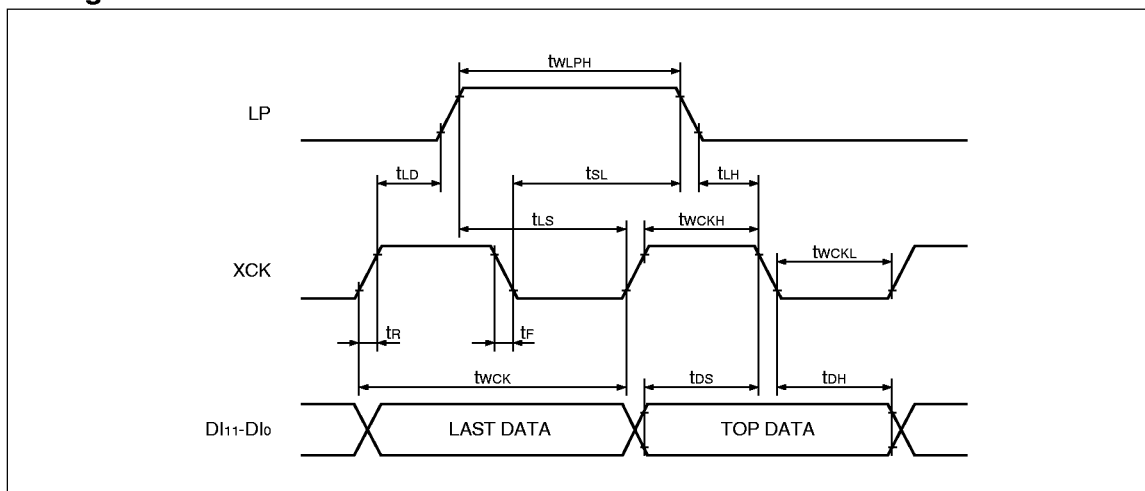 tWLPH
LP
tLD
tSL
tLH
tLS
tWCKH
XCK
tWCKL
tR
tF
tWCK
tDS
tDH
DI11-DI0
LAST DATA
TOP DATA